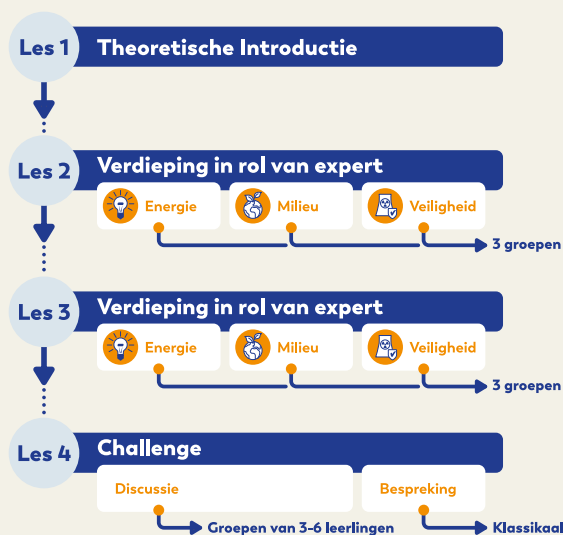 Les 1
Theoretische Introductie
Les 2
Verdieping in rol van expert
Energie
Milieu
Veiligheid
3 groepen
Les 3
Verdieping in rol van expert
Energie
Milieu
Veiligheid
3 groepen
Les 4
Challenge
Discussie
Bespreking
Groepen van 3-6 leerlingen
Klassikaal